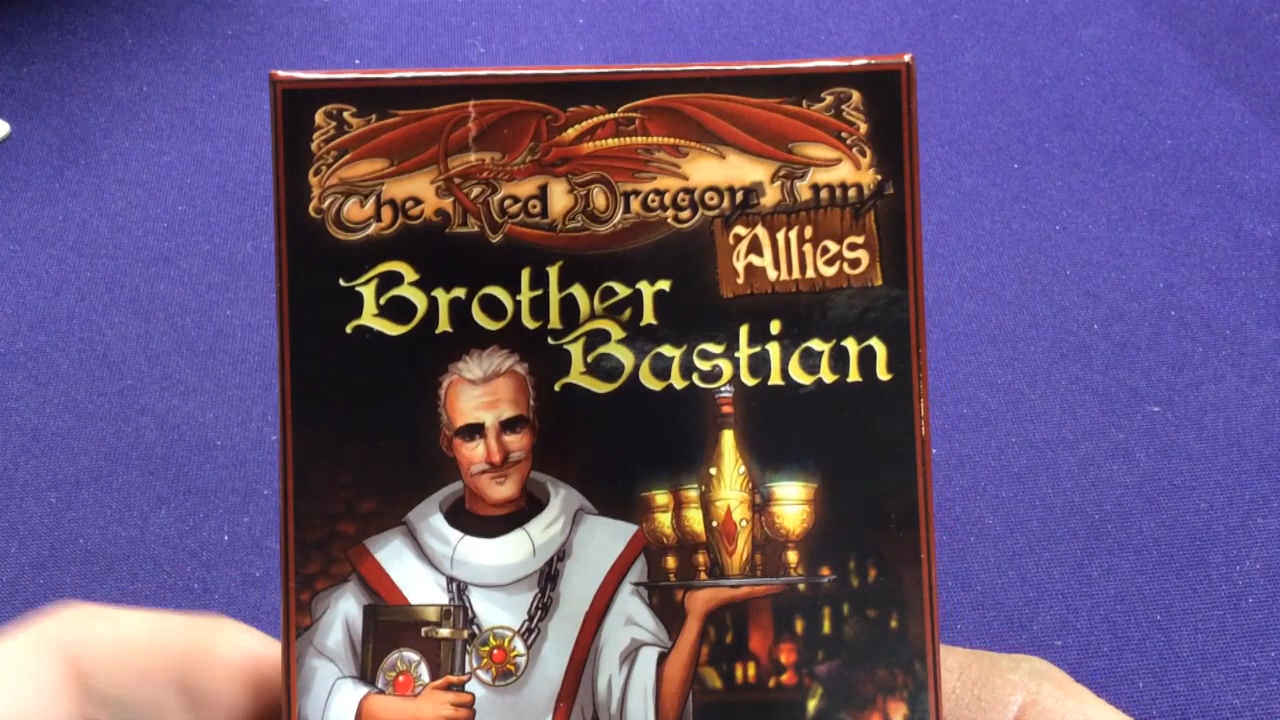 The Red Dragon Inn
Allies
Brother
Bastian